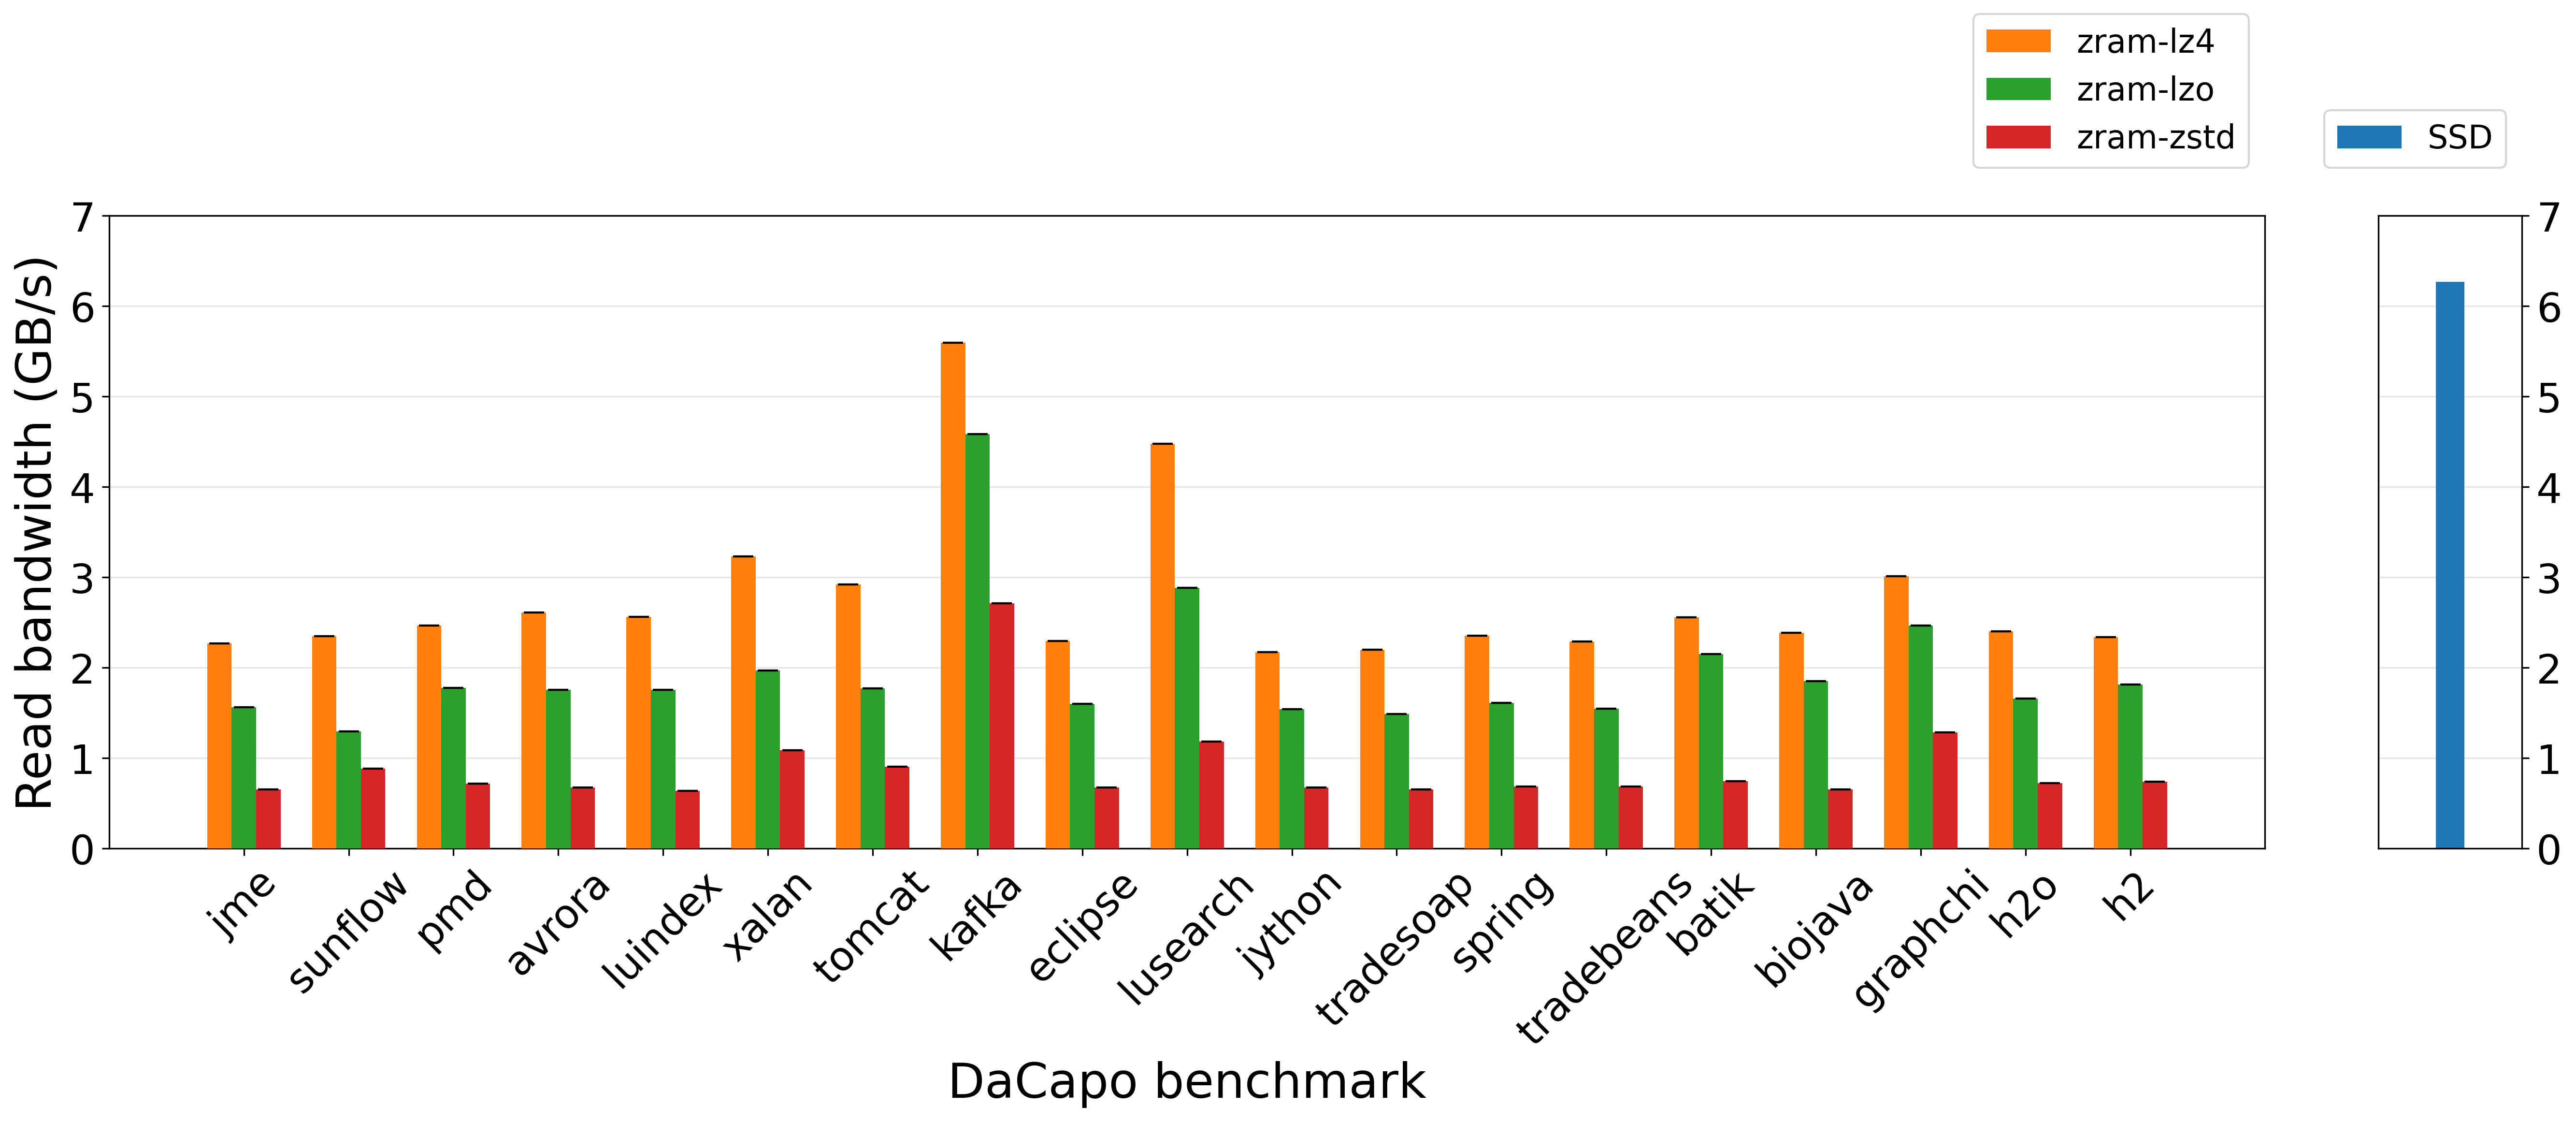 zram-lz4
zram-lzo
zram-zstd
SSD
Read bandwidth (GB/s)
7
6
5
4
3
2
1
0
jme
sunflow
pmd
avrora
luindex
xalan
tomcat
kafka
eclipse
lusearch
jython
tradesoap
spring
tradebeans
batik
biojava
graphchi
h2o
h2
DaCapo benchmark
7
6
5
4
3
2
1
0